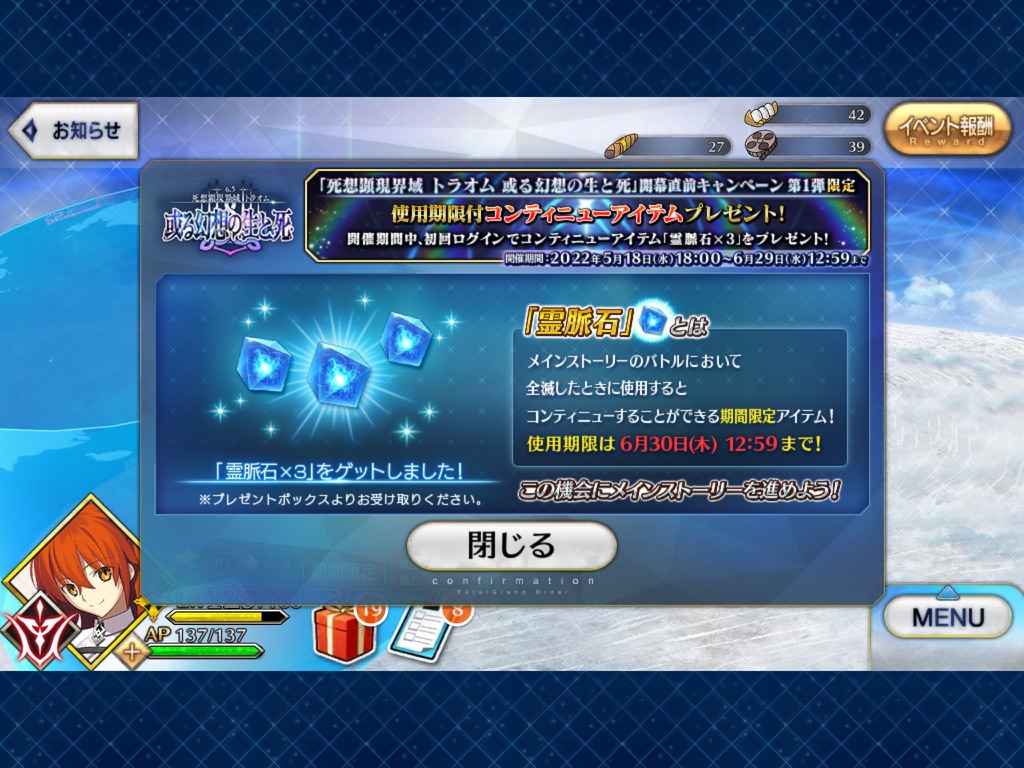 お知らせ
42
27
39
イベント報酬
Reward
6.5
死想顕現界域 トラオム
或る幻想の生と死
「死想顕現界域 トラオム 或る幻想の生と死」開幕直前キャンペーン 第1弾限定
使用期限付コンティニューアイテムプレゼント!
開催期間中、初回ログインでコンティニューアイテム「霊脈石×3」をプレゼント!
開催期間:2022年5月18日(水)18:00~6月29日(水)12:59まで
「霊脈石」とは
メインストーリーのバトルにおいて
全滅したときに使用すると
コンティニューすることができる期間限定アイテム!
使用期限は6月30日(木) 12:59まで!
「霊脈石×3」をゲットしました!
※プレゼントボックスよりお受け取りください。
この機会にメインストーリーを進めよう!
閉じる
confirmation
Fate/Grand Order
19
8
AP 137/137
MENU